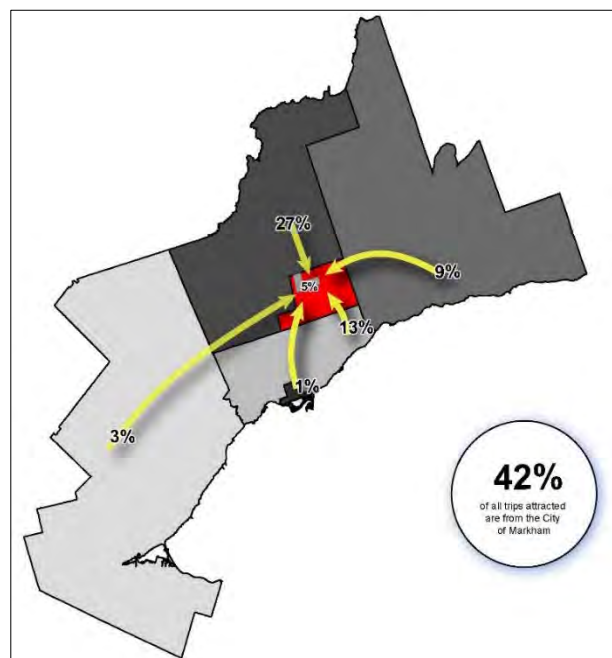 27%
5%
9%
13%
1%
3%
42%
of all trips attracted
are from the City
of Markham